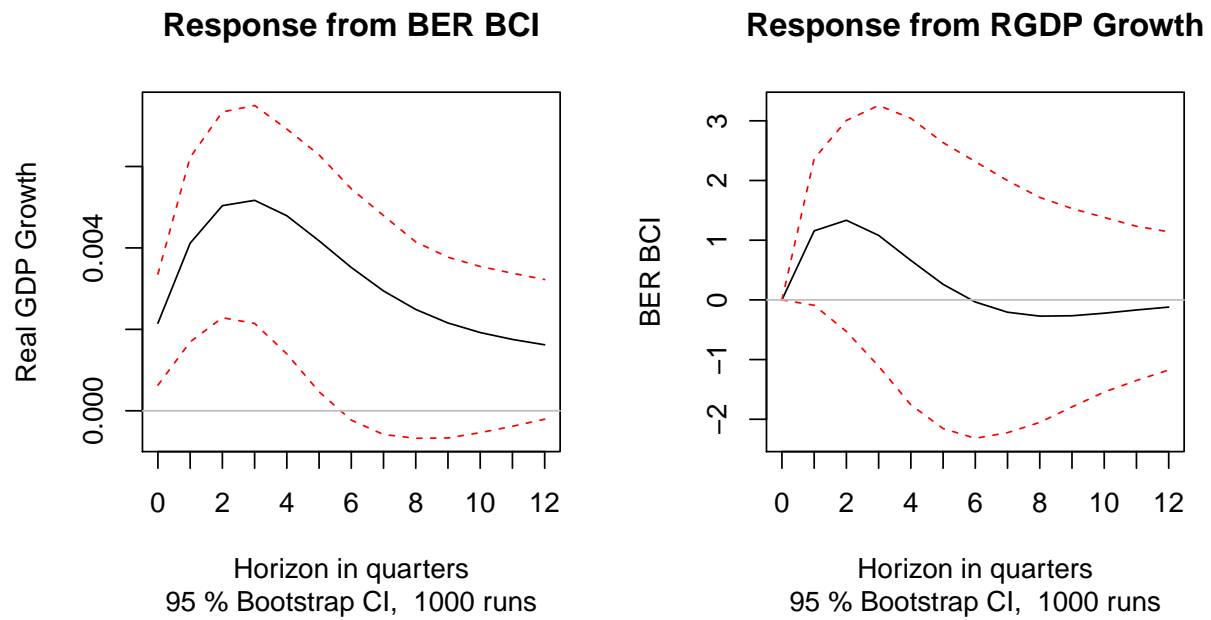 Response from BER BCI
Real GDP Growth
0.004
0.000
0 2 4 6 8 10 12
Horizon in quarters
95 % Bootstrap CI,  1000 runs
Response from RGDP Growth
BER BCI
3
2
1
0
−1
−2
0 2 4 6 8 10 12
Horizon in quarters
95 % Bootstrap CI,  1000 runs